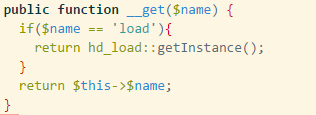 public function __get($name) {
if($name == 'load'){
return hd_load::getInstance();
}
return $this->$name;
}